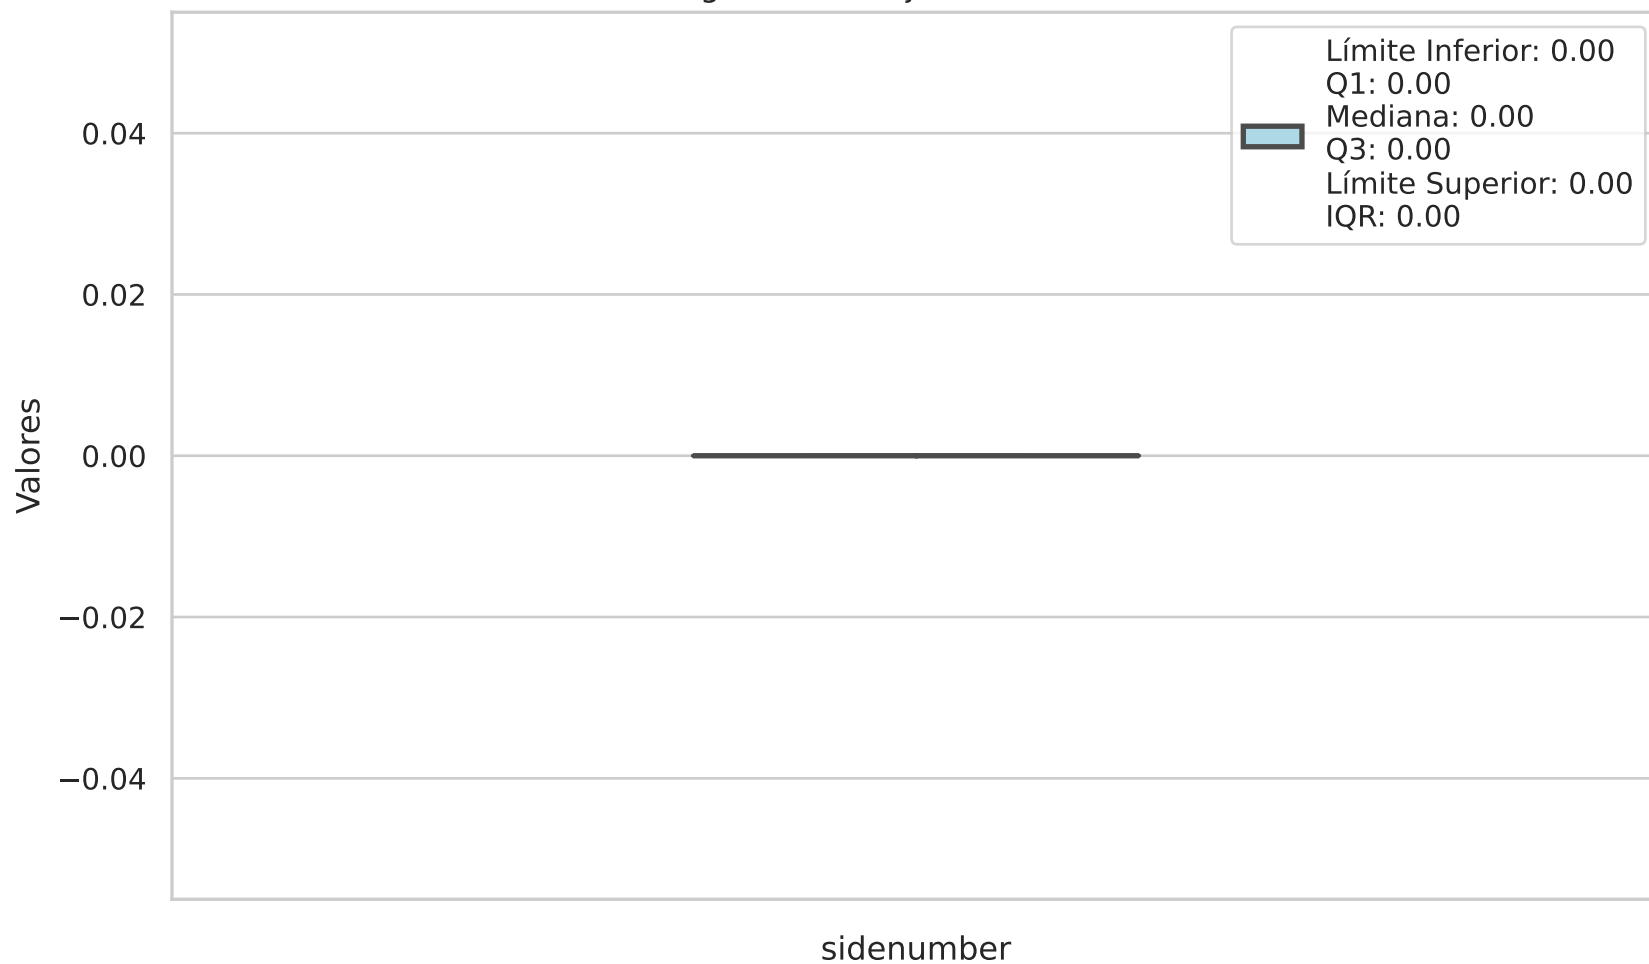 Límite Inferior: 0.00
Q1: 0.00
Mediana: 0.00
Q3: 0.00
Límite Superior: 0.00
IQR: 0.00
0.04
0.02
0.00
−0.02
−0.04
Valores
sidenumber